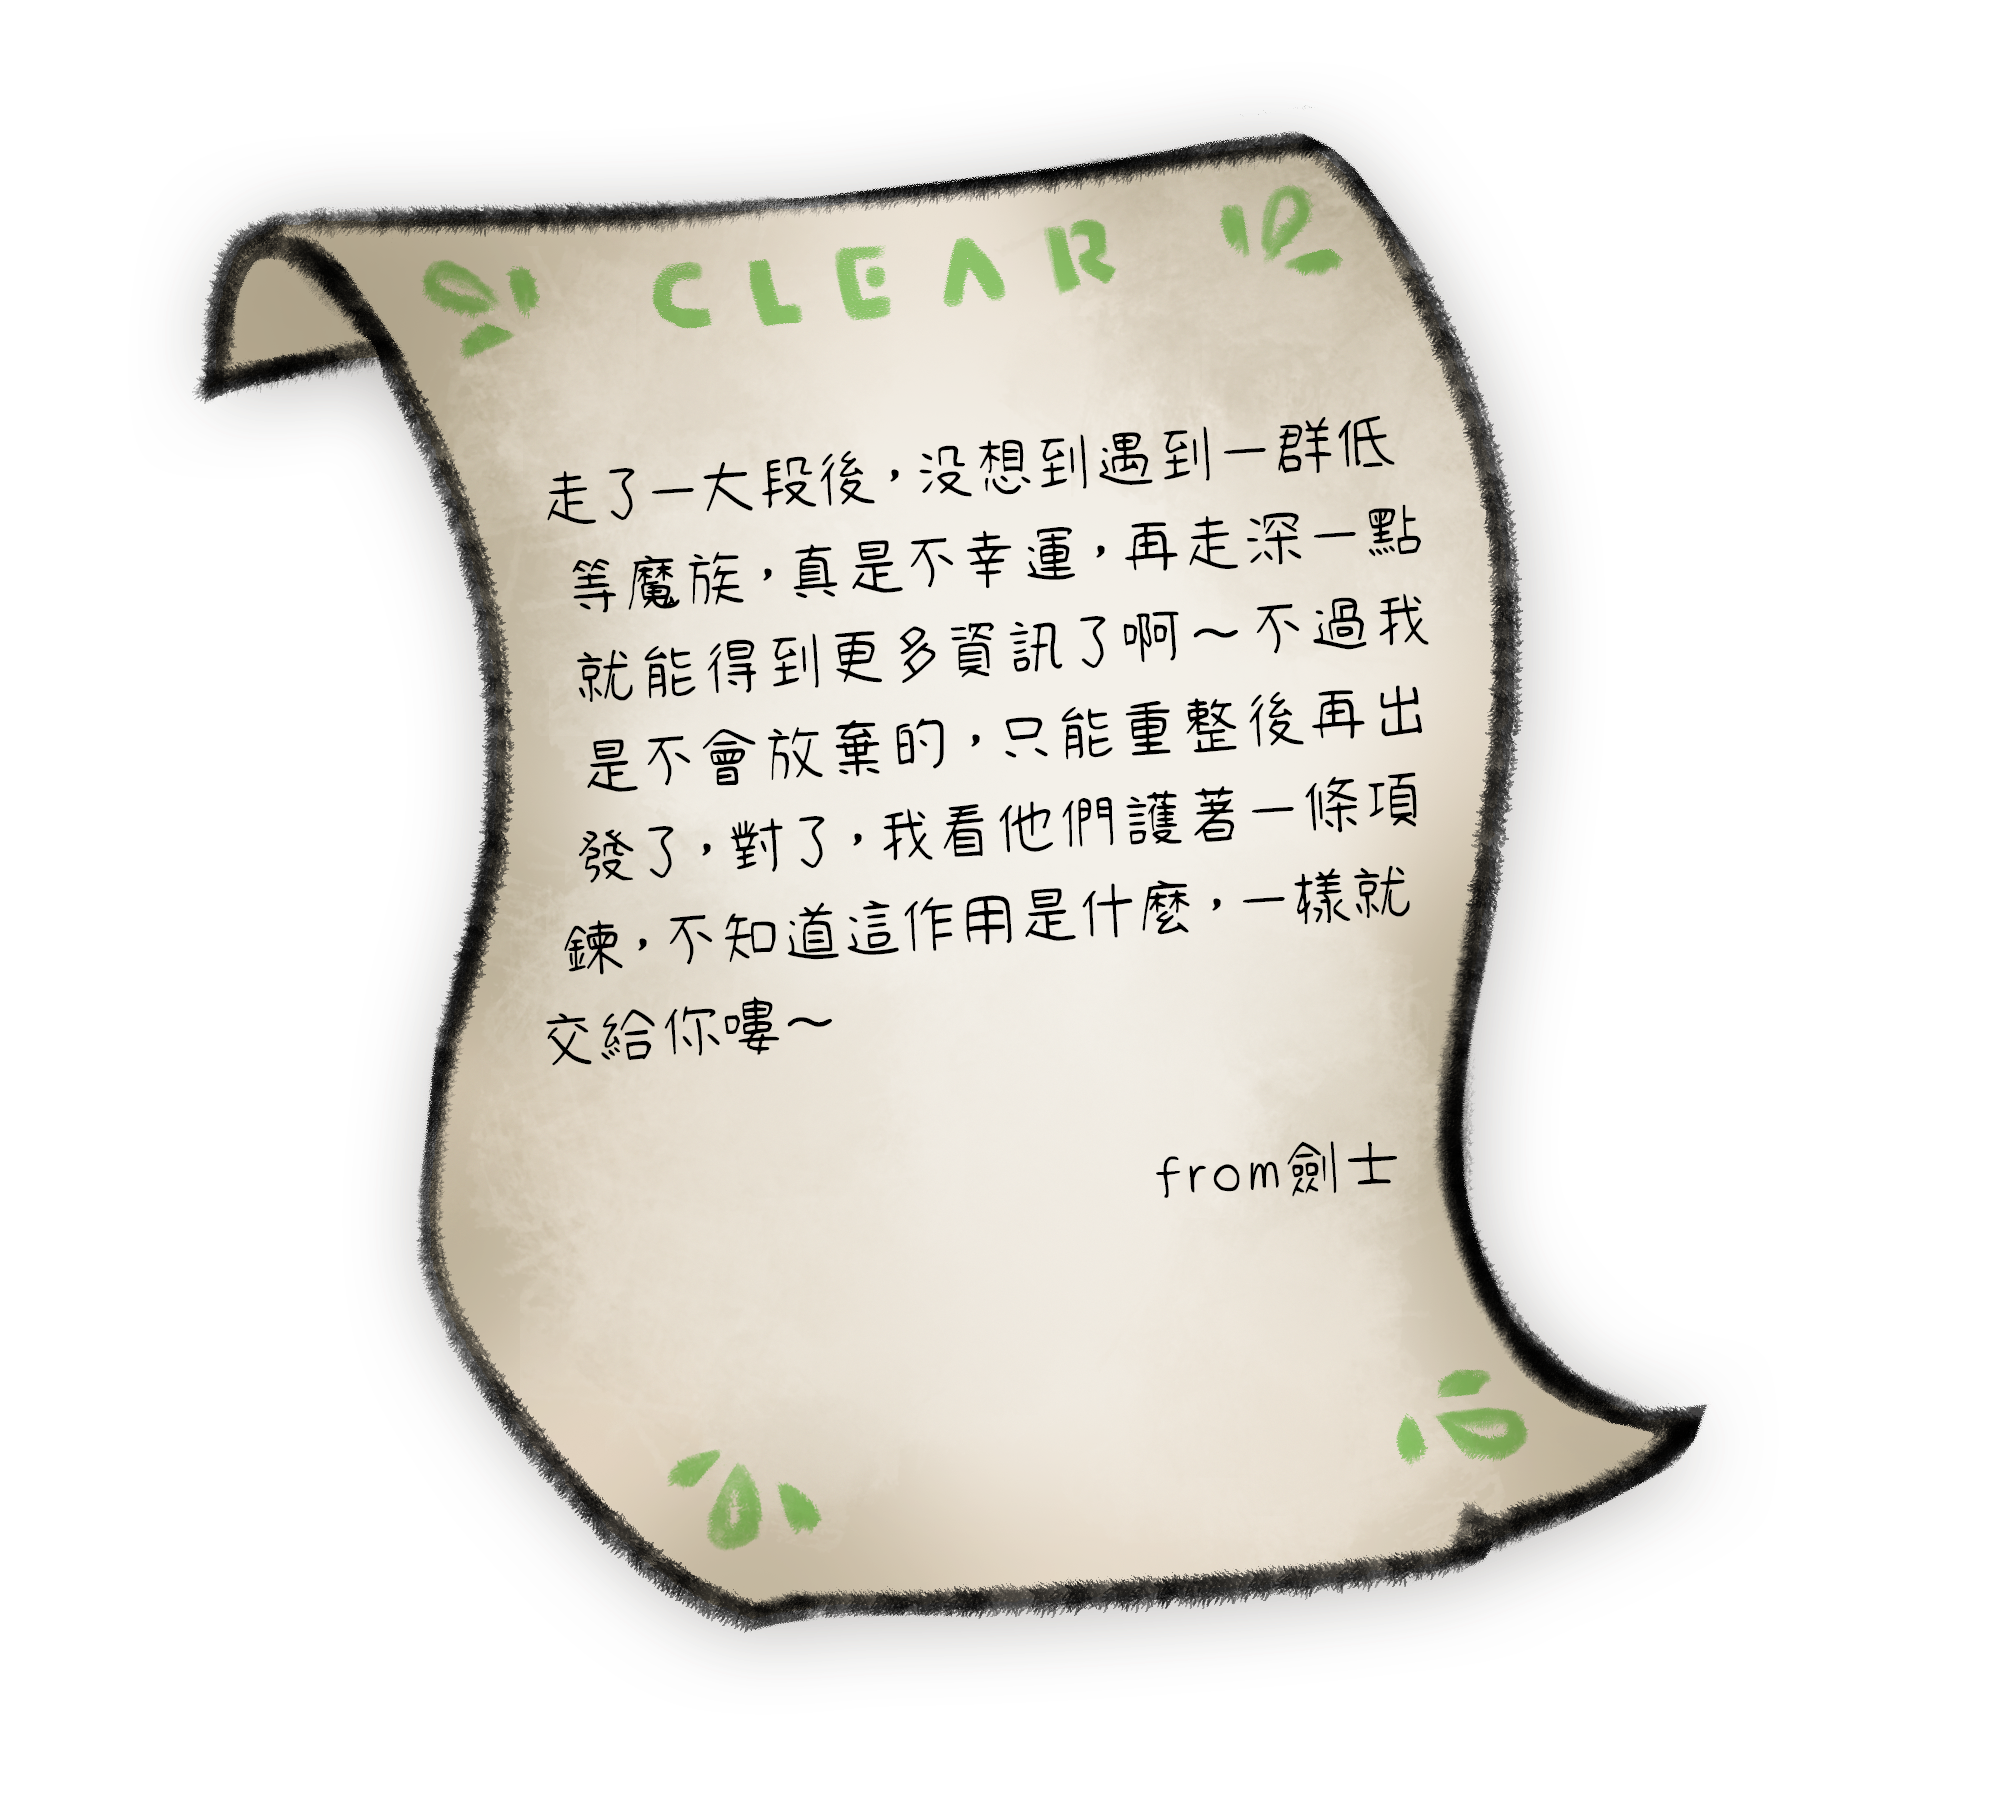 CLEAR
走了一大段後，沒想到遇到一群低
等魔族，真是不幸運，再走深一點
就能得到更多資訊了啊～不過我
是不會放棄的，只能重整後再出
發了，對了，我看他們護著一條項
鍊，不知道這作用是什麼，一樣就
交給你嘍～
from劍士